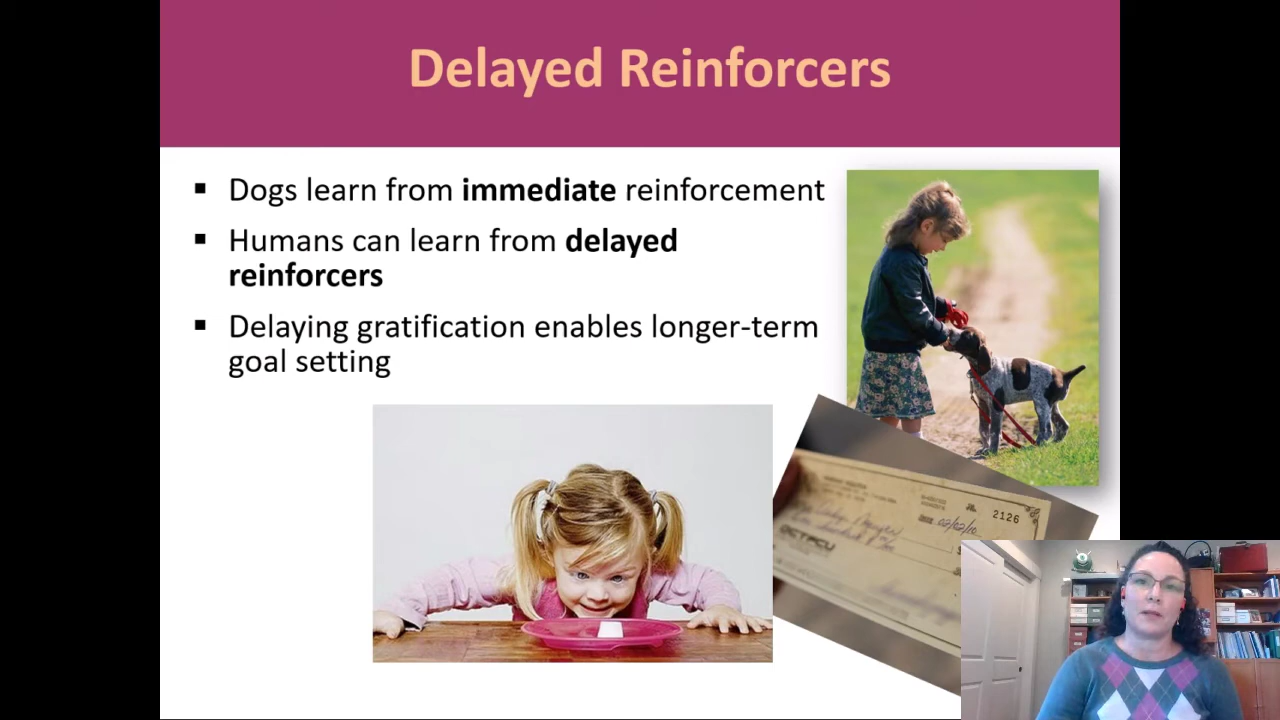 Delayed Reinforcers
▪ Dogs learn from immediate reinforcement
▪ Humans can learn from delayed
reinforcers
▪ Delaying gratification enables longer-term
goal setting
2126